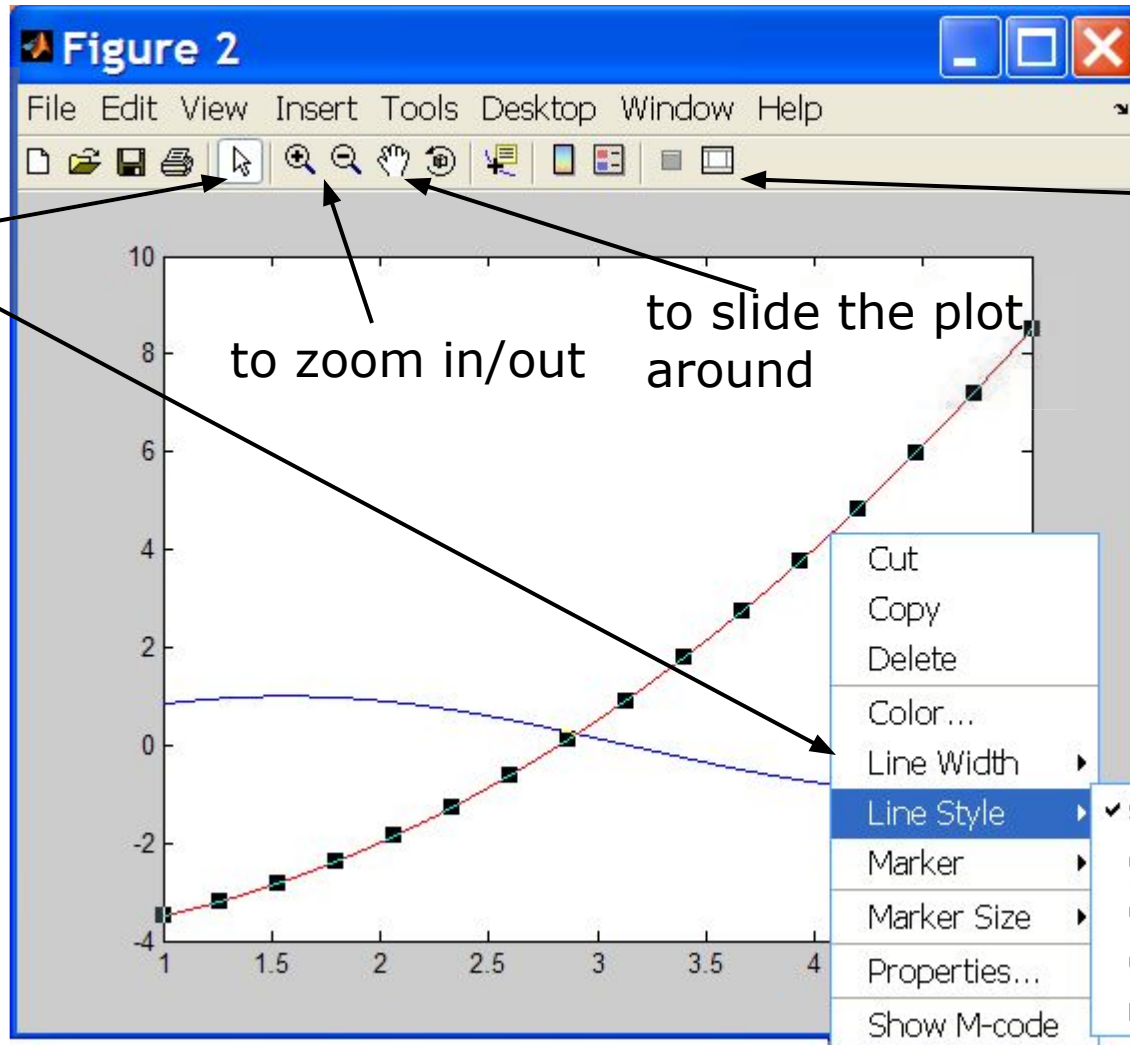 Figure 2
File Edit View Insert Tools Desktop Window Help
to zoom in/out
to slide the plot
around
10
8
6
4
2
0
-2
-4
1 1.5 2 2.5 3 3.5 4
Cut
Copy
Delete
Color...
Line Width
Line Style
Marker
Marker Size
Properties...
Show M-code